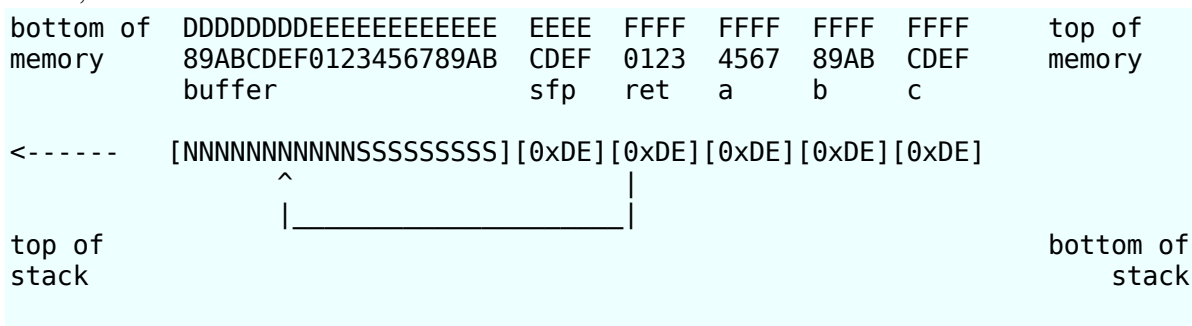 bottom of  DDDDDDDDEEEEEEEEEEEE  EEEE  FFFF  FFFF  FFFF  FFFF     top of
memory     89ABCDEF0123456789AB  CDEF  0123  4567  89AB  CDEF     memory
           buffer                sfp   ret   a     b     c
<------   [NNNNNNNNNNNSSSSSSSSS][0xDE][0xDE][0xDE][0xDE][0xDE]
                 ^                     |
                 |_____________________|
top of                                                            bottom of
stack                                                                 stack